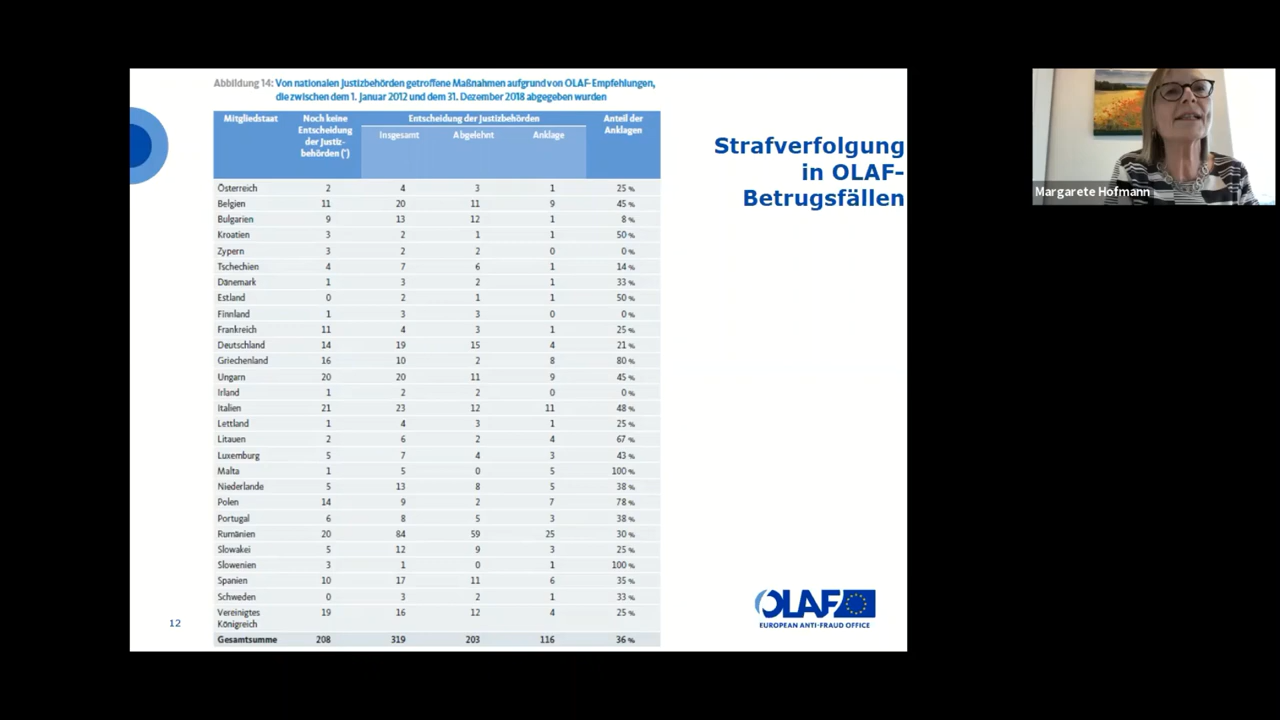 Abbildung 14: Von nationalen Justizbehörden getroffene Maßnahmen aufgrund von OLAF-Empfehlungen,
die zwischen dem 1. Januar 2012 und dem 31. Dezember 2018 abgegeben wurden
Mitgliedstaat Noch keine Entscheidung der Justiz-behörden (*) Entscheidung der Justizbehörden Anteil der Anklagen
Insgesamt Abgelehnt Anklage
Österreich 2 4 3 1 25 %
Belgien 11 20 11 9 45 %
Bulgarien 9 13 12 1 8 %
Kroatien 3 2 1 1 50 %
Zypern 3 2 2 0 0 %
Tschechien 4 7 6 1 14 %
Dänemark 1 3 2 1 33 %
Estland 0 2 1 1 50 %
Finnland 1 3 3 0 0 %
Frankreich 11 4 3 1 25 %
Deutschland 14 19 15 4 21 %
Griechenland 16 10 2 8 80 %
Ungarn 20 20 11 9 45 %
Irland 1 2 2 0 0 %
Italien 21 23 12 11 48 %
Lettland 1 4 3 1 25 %
Litauen 2 6 2 4 67 %
Luxemburg 5 7 4 3 43 %
Malta 1 5 0 5 100 %
Niederlande 5 13 8 5 38 %
Polen 14 9 2 7 78 %
Portugal 6 8 5 3 38 %
Rumänien 20 84 59 25 30 %
Slowakei 5 12 9 3 25 %
Slowenien 3 1 0 1 100 %
Spanien 10 17 11 6 35 %
Schweden 0 3 2 1 33 %
Vereinigtes Königreich 19 16 12 4 25 %
Gesamtsumme 208 319 203 116 36 %
Strafverfolgung
in OLAF-
Betrugsfällen
OLAF
EUROPEAN ANTI-FRAUD OFFICE
12
Margarete Hofmann